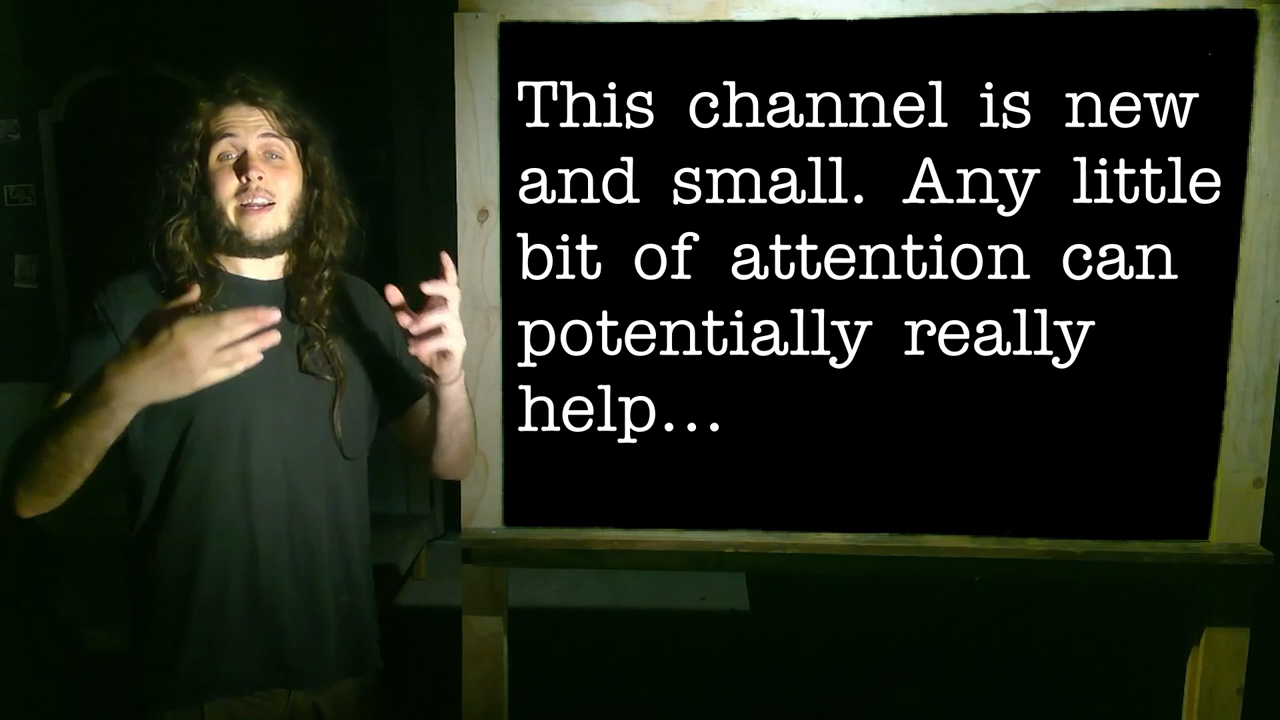 This channel is new
and small. Any little
bit of attention can
potentially really
help...